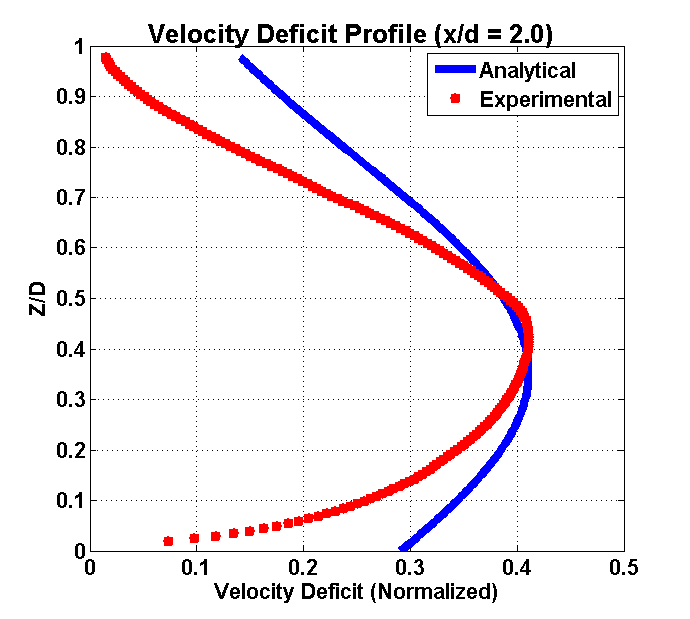 Velocity Deficit Profile (x/d = 2.0)
Analytical
Experimental
1
0.9
0.8
0.7
0.6
0.5
0.4
0.3
0.2
0.1
0
Z/D
0 0.1 0.2 0.3 0.4 0.5
Velocity Deficit (Normalized)